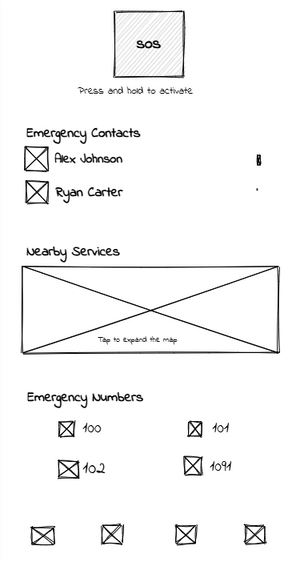 SOS
Press and hold to activate
Emergency Contacts
Alex Johnson
Ryan Carter
Nearby Services
Tap to expand the map
Emergency Numbers
100 101
102 1091